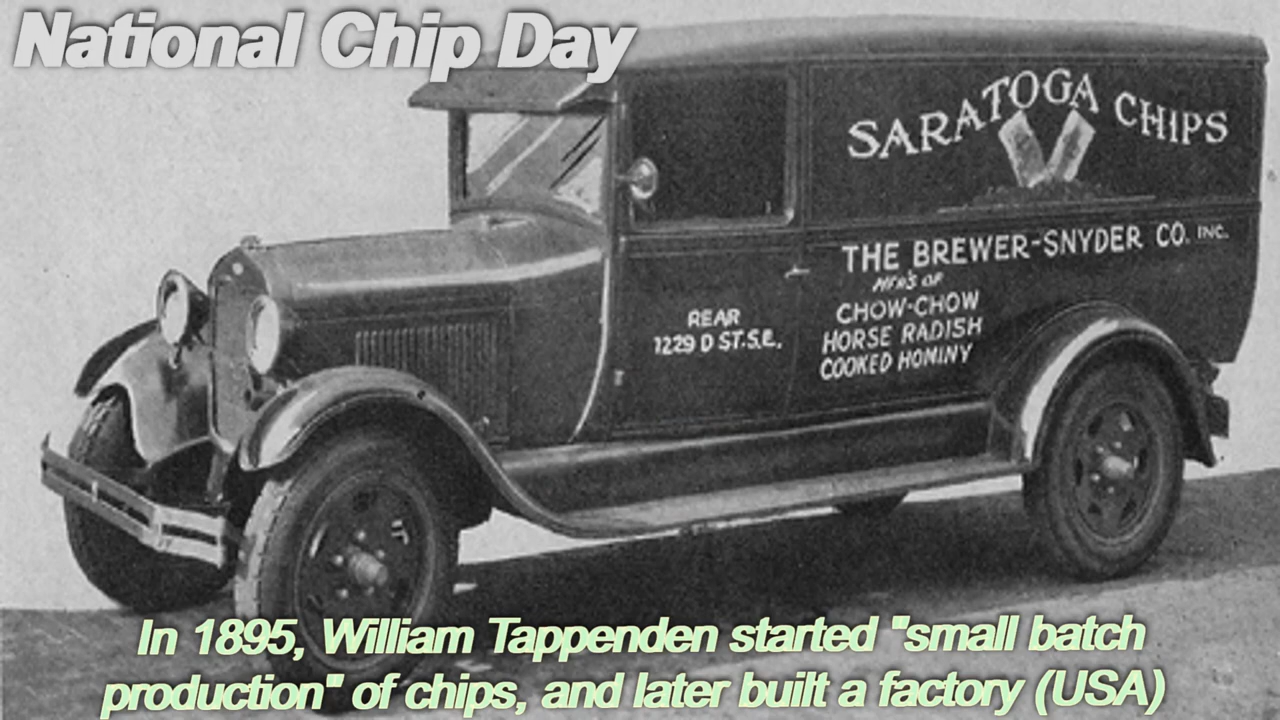 National Chip Day
SARATOGA CHIPS
THE BREWER-SNYDER CO. INC.
MFR'S OF
CHOW-CHOW
HORSE RADISH
COOKED HOMINY
REAR
1229 D ST.S.E.
In 1895, William Tappenden started "small batch
production" of chips, and later built a factory (USA)